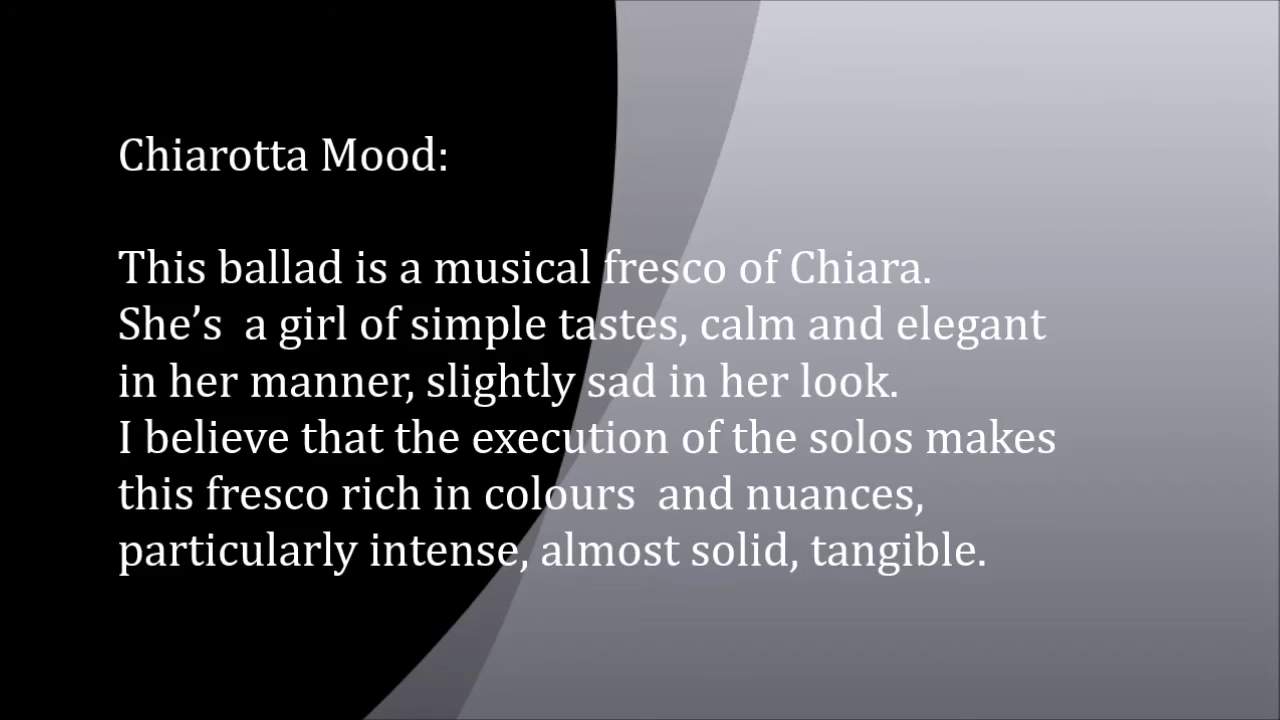 Chiarotta Mood:
This ballad is a musical fresco of Chiara.
She’s  a girl of simple tastes, calm and elegant
in her manner, slightly sad in her look.
I believe that the execution of the solos makes
this fresco rich in colours  and nuances,
particularly intense, almost solid, tangible.